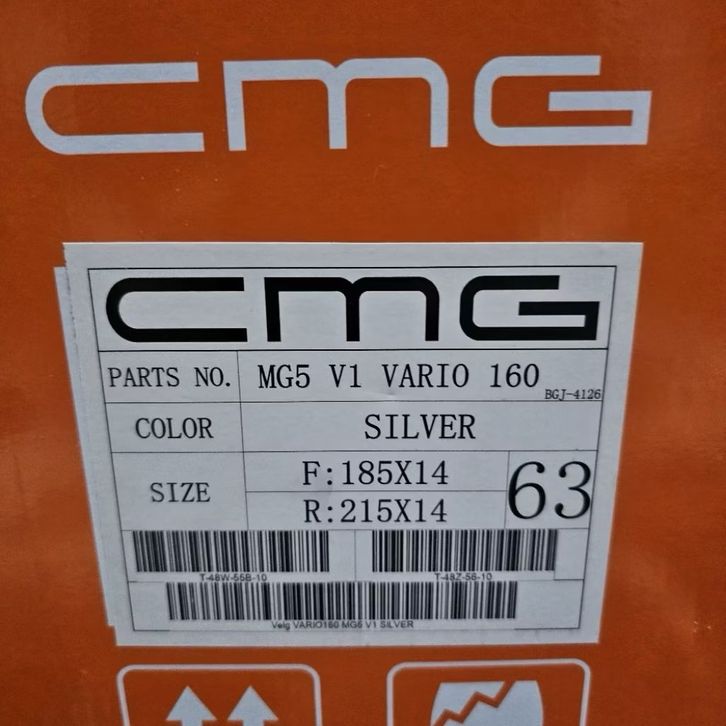 CMG
CMG
PARTS NO. MG5 V1 VARIO 160
BGJ-4126
COLOR SILVER
SIZE F:185X14 63
R:215X14
T-48W-55B-10 T-48Z-56-10
Velg VARIO160 MG5 V1 SILVER